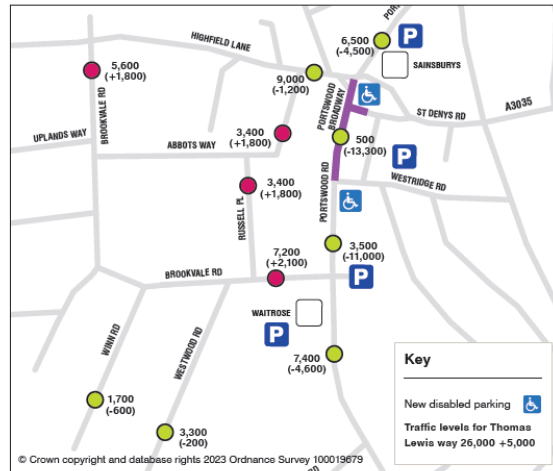 POR
6,500
(-4,500)
P
SAINSBURYS
HIGHFIELD LANE
5,600
(+1,800)
9,000
(-1,200)
BROOKVALE RD
PORTSWOOD
BROADWAY
ST DENYS RD
A3035
UPLANDS WAY
3,400
(+1,800)
ABBOTS WAY
500
(-13,300)
P
3,400
(+1,800)
WESTRIDGE RD
PORTSWOOD RD
RUSSELL PL
7,200
(+2,100)
3,500
(-11,000)
BROOKVALE RD
P
WAITROSE
P
WINN RD
WESTWOOD RD
7,400
(-4,600)
1,700
(-600)
3,300
(-200)
Key
New disabled parking
Traffic levels for Thomas
Lewis way 26,000 +5,000
© Crown copyright and database rights 2023 Ordnance Survey 100019679